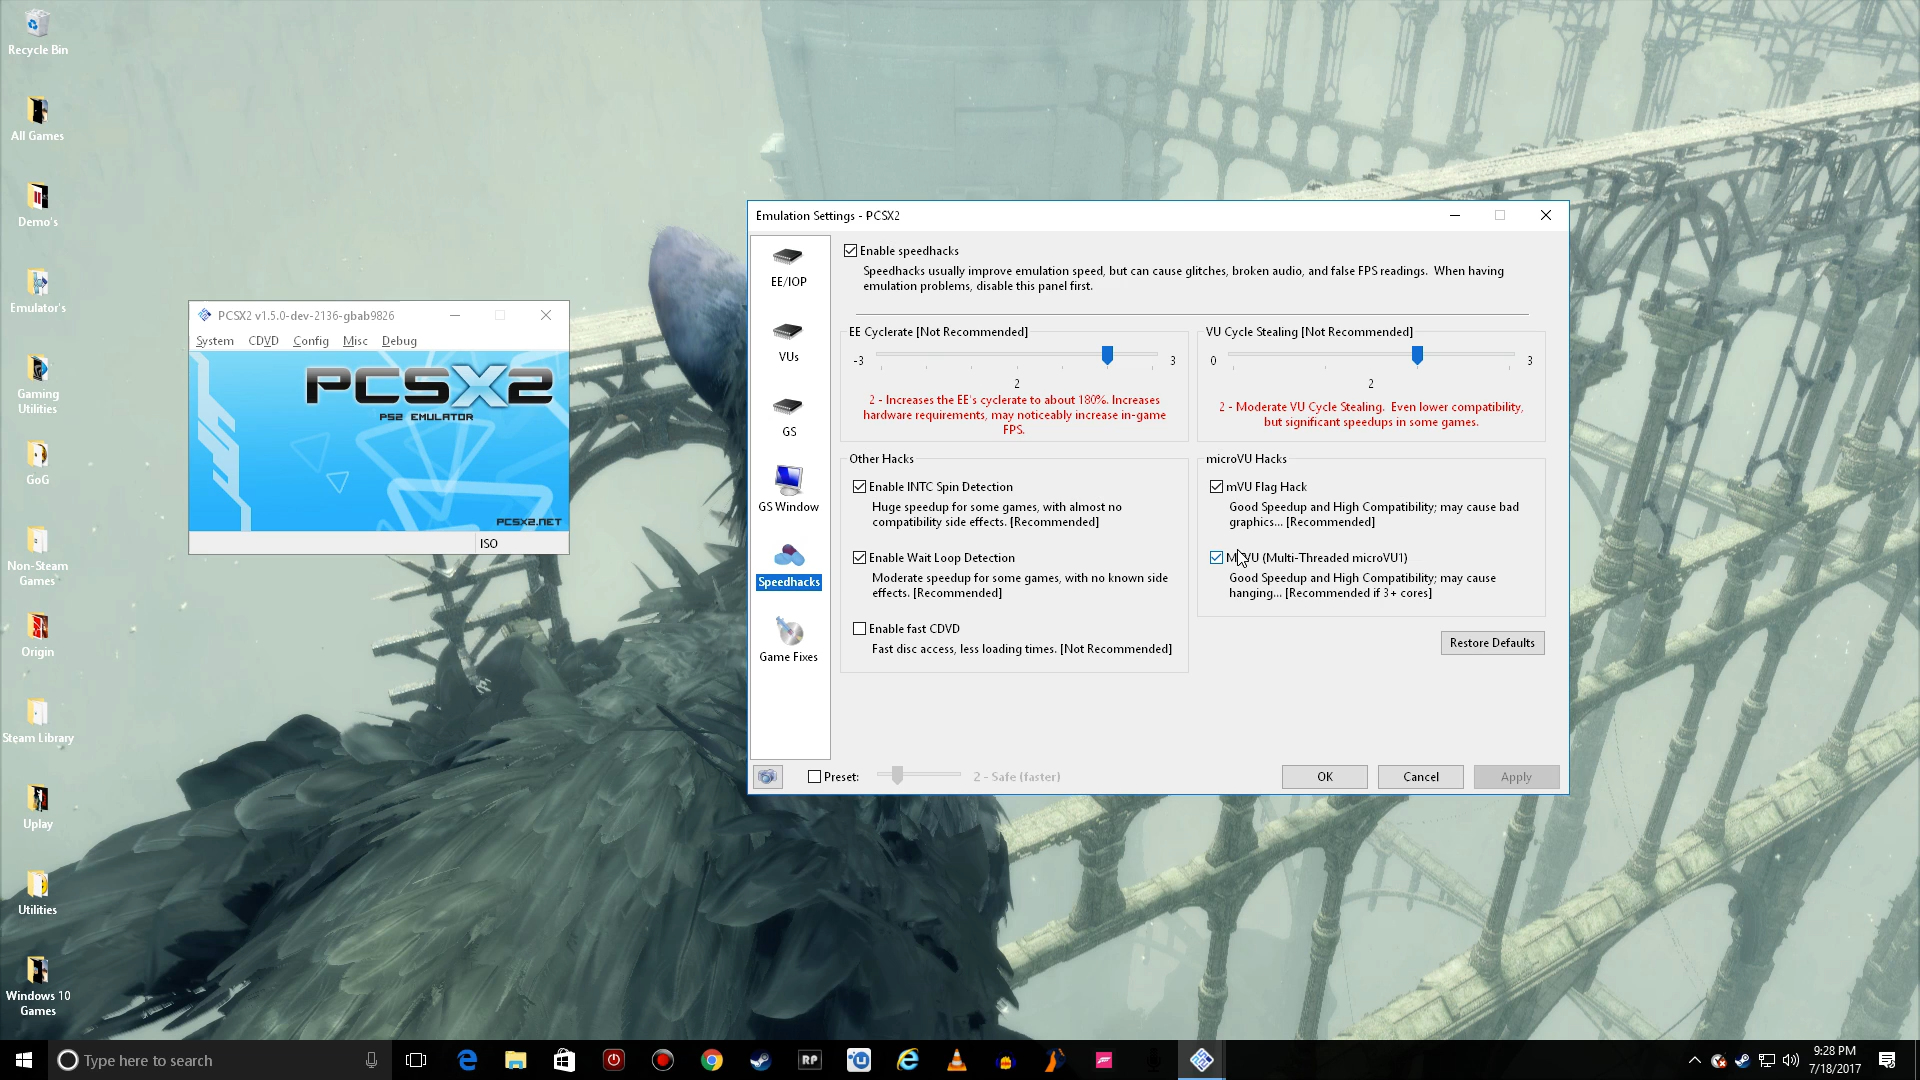 Recycle Bin
All Games
Demo's
Emulator's
Gaming
Utilities
GoG
Non-Steam
Games
Origin
Steam Library
Uplay
Utilities
Windows 10
Games
PCSX2 v1.5.0-dev-2136-gbab9826
System CDVD Config Misc Debug
PCSX2
PS2 EMULATOR
PCSX2.NET
ISO
Emulation Settings - PCSX2
EE/IOP
VUs
GS
GS Window
Speedhacks
Game Fixes
Enable speedhacks
Speedhacks usually improve emulation speed, but can cause glitches, broken audio, and false FPS readings. When having
emulation problems, disable this panel first.
EE Cyclerate [Not Recommended]
-3 3
2
2 - Increases the EE's cyclerate to about 180%. Increases
hardware requirements, may noticeably increase in-game
FPS.
VU Cycle Stealing [Not Recommended]
0 3
2
2 - Moderate VU Cycle Stealing. Even lower compatibility,
but significant speedups in some games.
Other Hacks
Enable INTC Spin Detection
Huge speedup for some games, with almost no
compatibility side effects. [Recommended]
Enable Wait Loop Detection
Moderate speedup for some games, with no known side
effects. [Recommended]
Enable fast CDVD
Fast disc access, less loading times. [Not Recommended]
microVU Hacks
mVU Flag Hack
Good Speedup and High Compatibility; may cause bad
graphics... [Recommended]
(Multi-Threaded microVU1)
Good Speedup and High Compatibility; may cause
hanging... [Recommended if 3+ cores]
Restore Defaults
Preset: 2 - Safe (faster)
OK Cancel Apply
Type here to search
RP
9:28 PM
7/18/2017